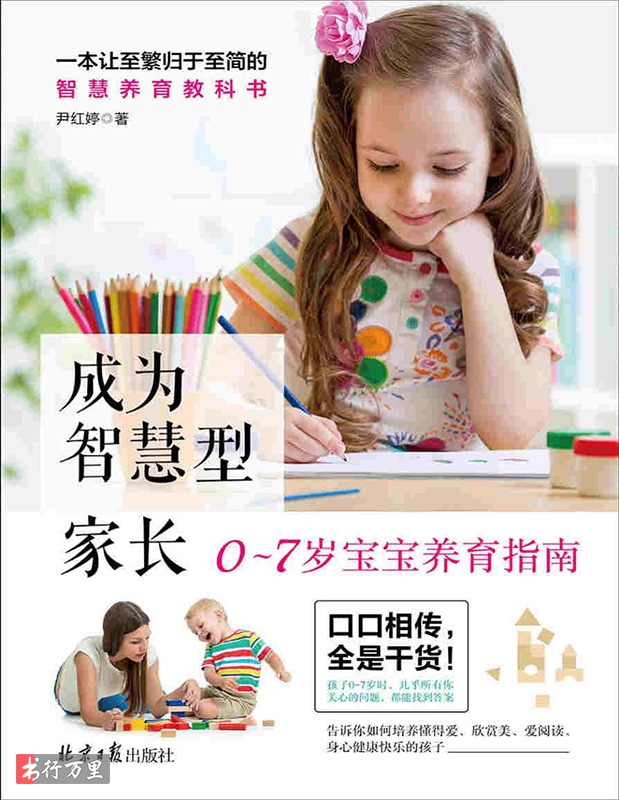 一本让至繁归于至简的
智慧养育教科书
尹红婷◎著
成为
智慧型
家长
0~7岁宝宝养育指南
口口相传，
全是干货！
孩子0~7岁时，几乎所有你
关心的问题，都能找到答案
告诉你如何培养懂得爱、欣赏美、爱阅读、
身心健康快乐的孩子
北京日报出版社
书行万里